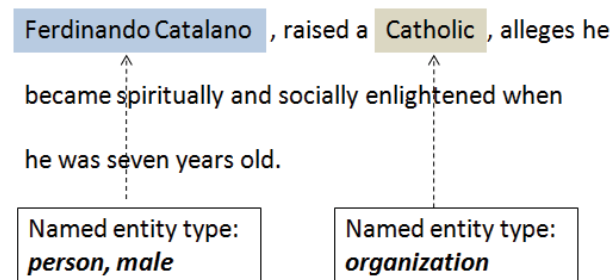 Ferdinando Catalano , raised a Catholic , alleges he
became spiritually and socially enlightened when
he was seven years old.
Named entity type:
person, male
Named entity type:
organization